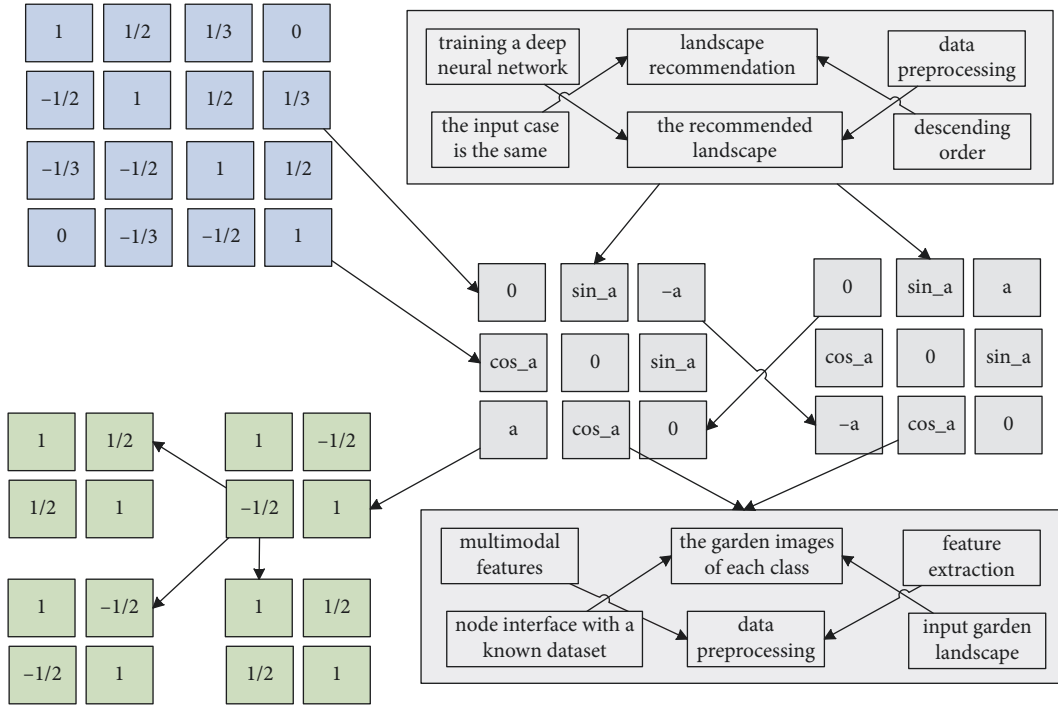 1 1/2 1/3 0
–1/2 1 1/2 1/3
–1/3 –1/2 1 1/2
0 –1/3 –1/2 1
training a deep
neural network
landscape
recommendation
data
preprocessing
the input case
is the same
the recommended
landscape
descending
order
0 sin_a –a
cos_a 0 sin_a
a cos_a 0
0 sin_a a
cos_a 0 sin_a
–a cos_a 0
1 1/2
1/2 1
1 –1/2
–1/2 1
1 –1/2
–1/2 1
1 1/2
1/2 1
multimodal
features
the garden images
of each class
feature
extraction
node interface with a
known dataset
data
preprocessing
input garden
landscape